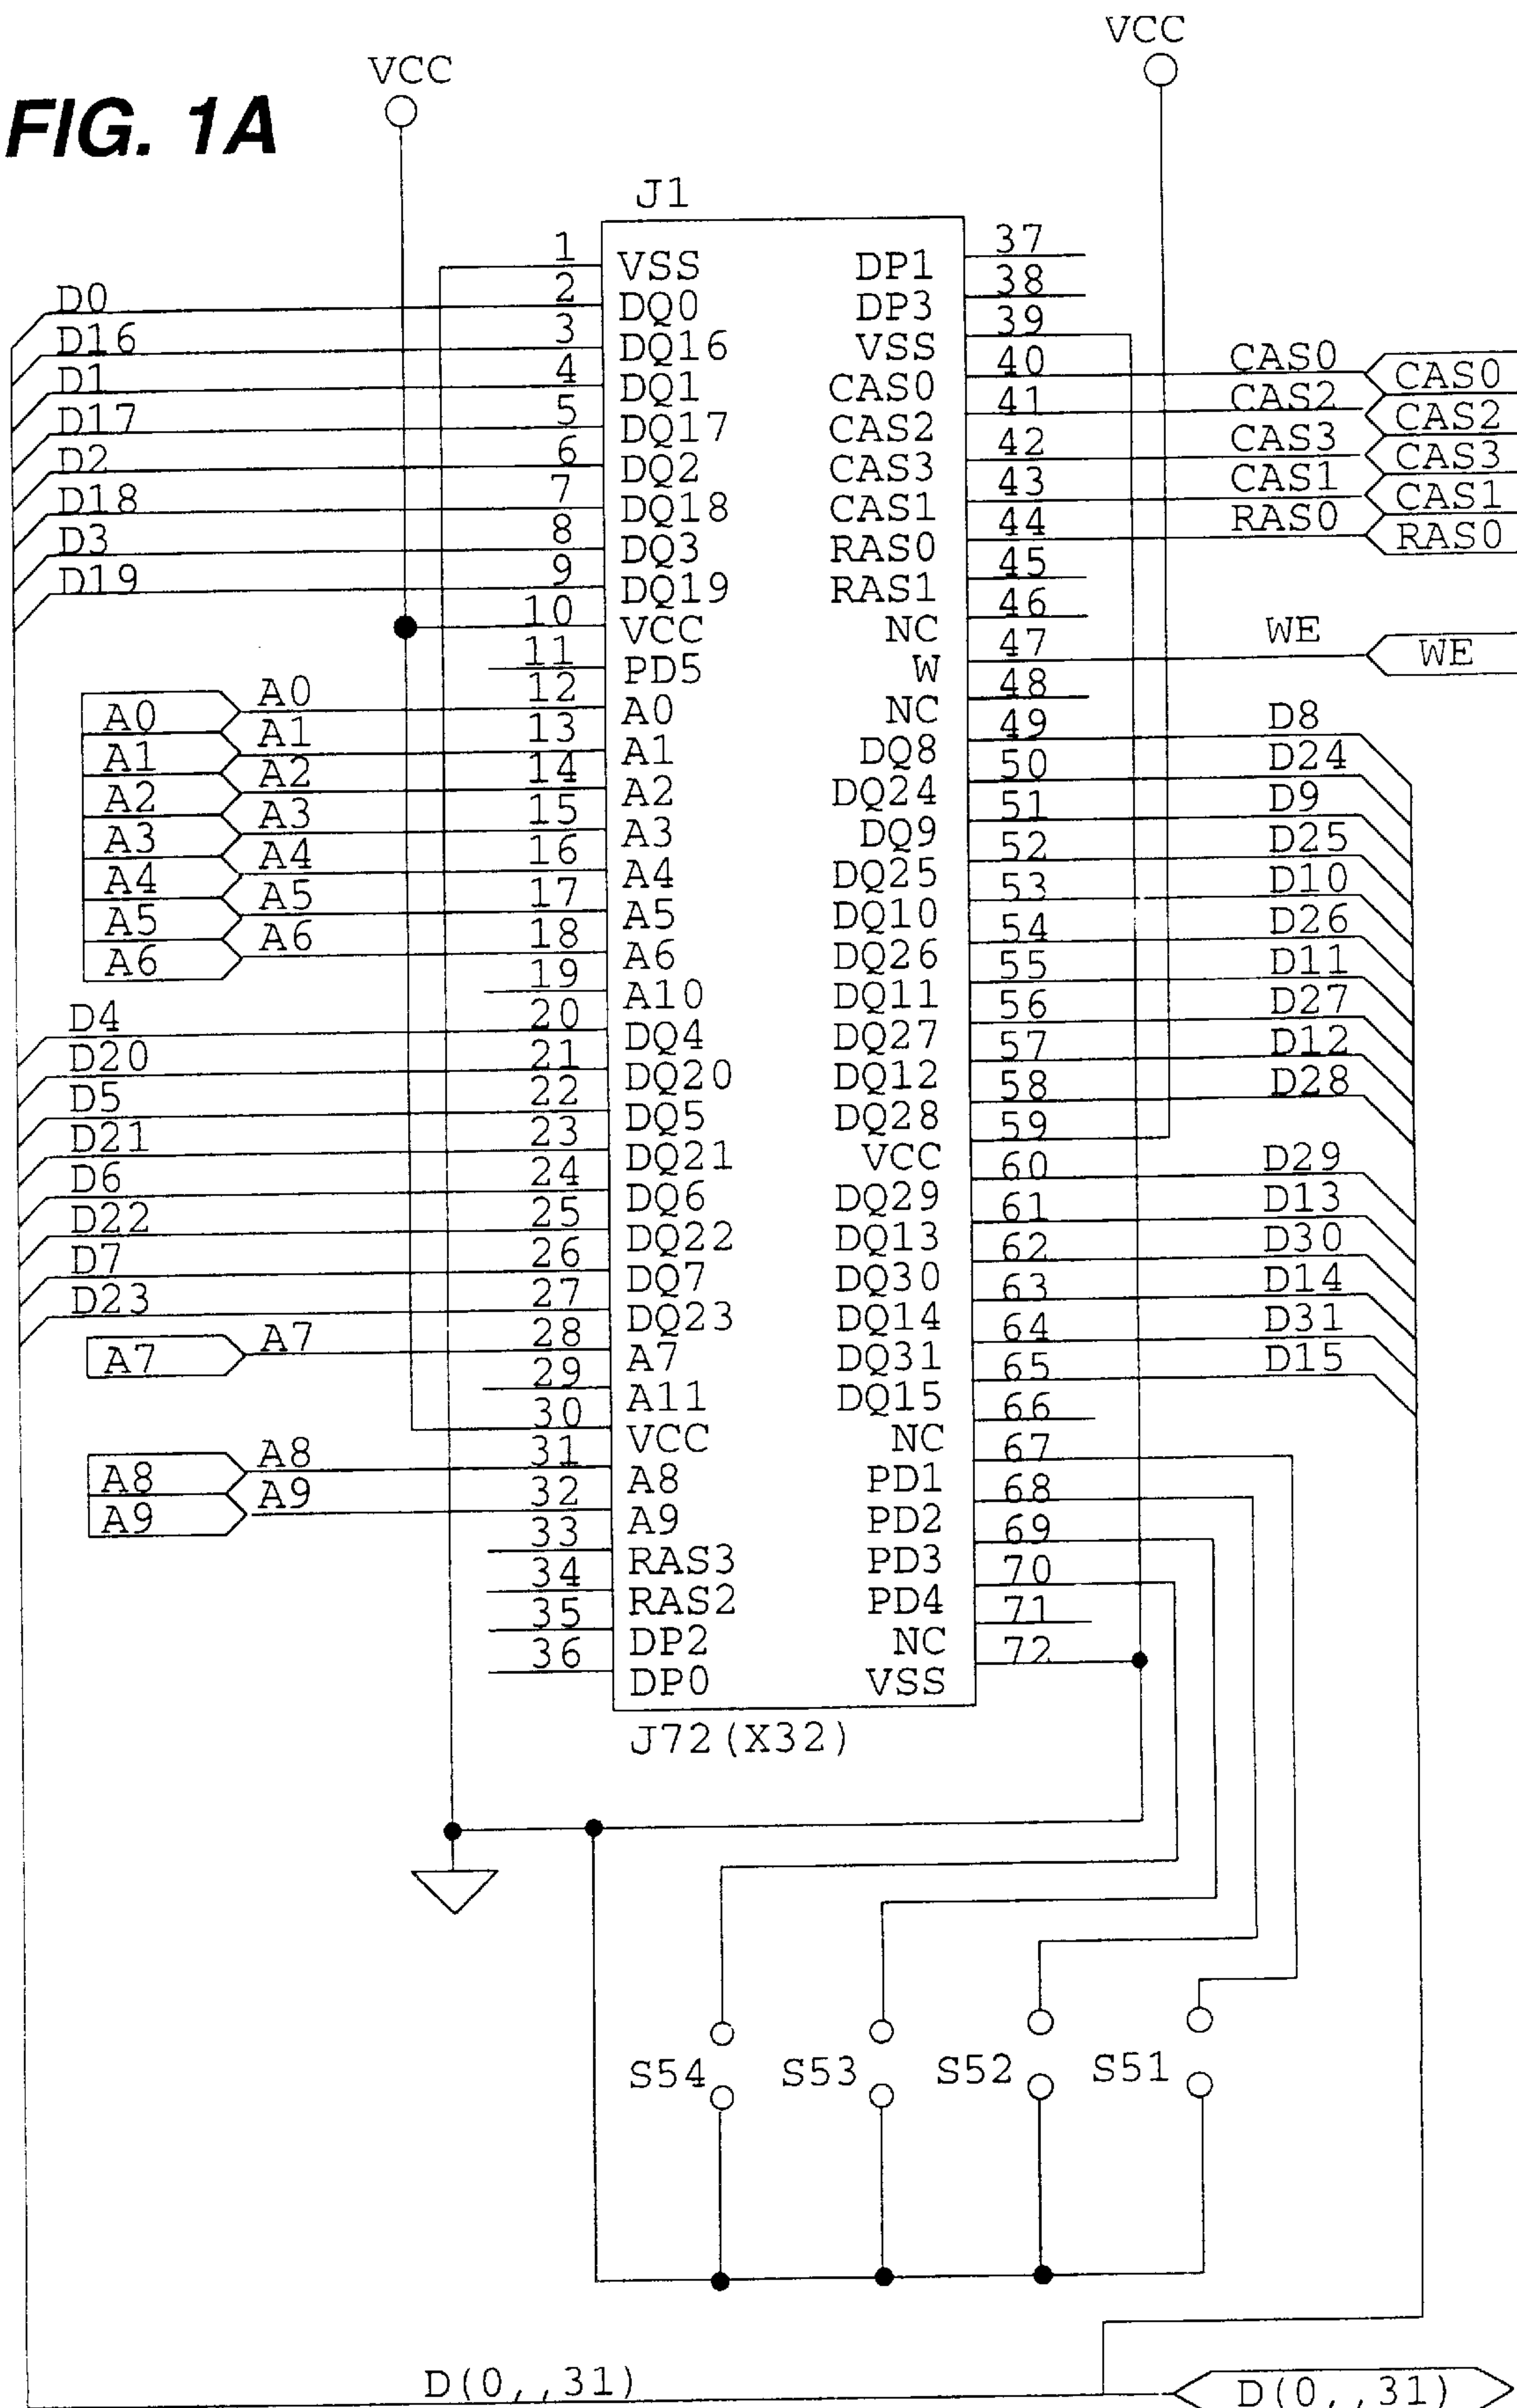 VCC
VCC
FIG. 1A
J1
1 VSS DP1 37
D0 2 DQ0 DP3 38
D16 3 DQ16 VSS 39
D1 4 DQ1 CAS0 40 CAS0 CAS0
D17 5 DQ17 CAS2 41 CAS2 CAS2
D2 6 DQ2 CAS3 42 CAS3 CAS3
D18 7 DQ18 CAS1 43 CAS1 CAS1
D3 8 DQ3 RAS0 44 RAS0 RAS0
D19 9 DQ19 RAS1 45
10 VCC NC 46
11 PD5 W 47 WE WE
A0 A0 12 A0 NC 48
A1 A1 13 A1 DQ8 49 D8
A2 A2 14 A2 DQ24 50 D24
A3 A3 15 A3 DQ9 51 D9
A4 A4 16 A4 DQ25 52 D25
A5 A5 17 A5 DQ10 53 D10
A6 A6 18 A6 DQ26 54 D26
19 A10 DQ11 55 D11
D4 20 DQ4 DQ27 56 D27
D20 21 DQ20 DQ12 57 D12
D5 22 DQ5 DQ28 58 D28
D21 23 DQ21 VCC 59
D6 24 DQ6 DQ29 60 D29
D22 25 DQ22 DQ13 61 D13
D7 26 DQ7 DQ30 62 D30
D23 27 DQ23 DQ14 63 D14
A7 A7 28 A7 DQ31 64 D31
29 A11 DQ15 65 D15
30 VCC NC 66
A8 A8 31 A8 PD1 67
A9 A9 32 A9 PD2 68
33 RAS3 PD3 69
34 RAS2 PD4 70
35 DP2 NC 71
36 DP0 VSS 72
J72(X32)
S54 S53 S52 S51
D(0,,31) D(0,,31)